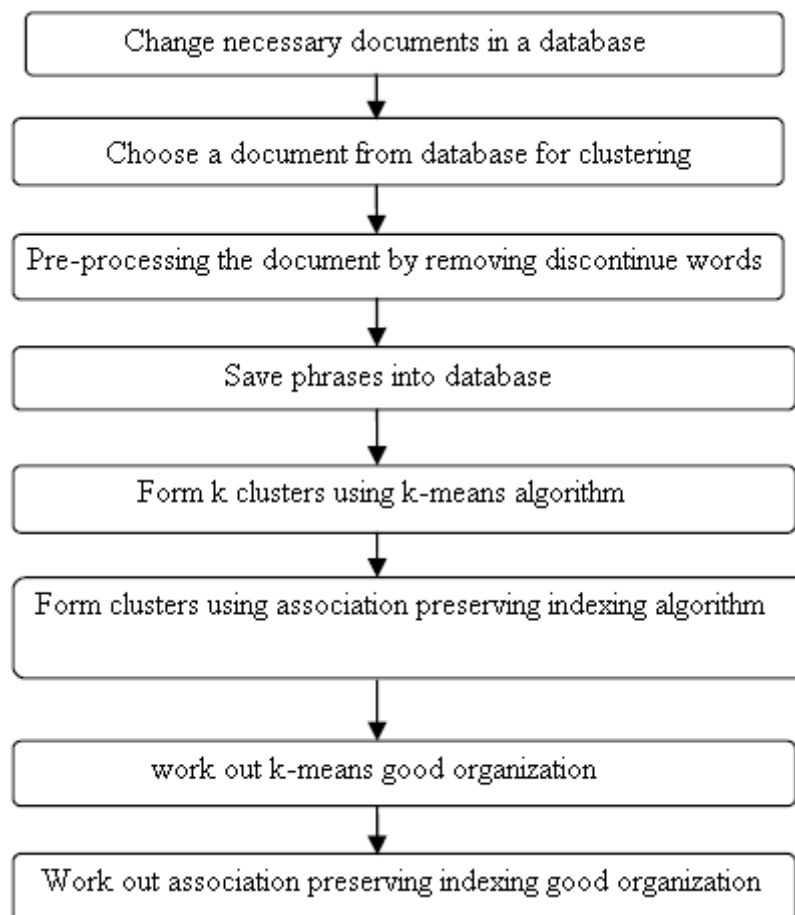 Change necessary documents in a database
Choose a document from database for clustering
Pre-processing the document by removing discontinue words
Save phrases into database
Form k clusters using k-means algorithm
Form clusters using association preserving indexing algorithm
work out k-means good organization
Work out association preserving indexing good organization